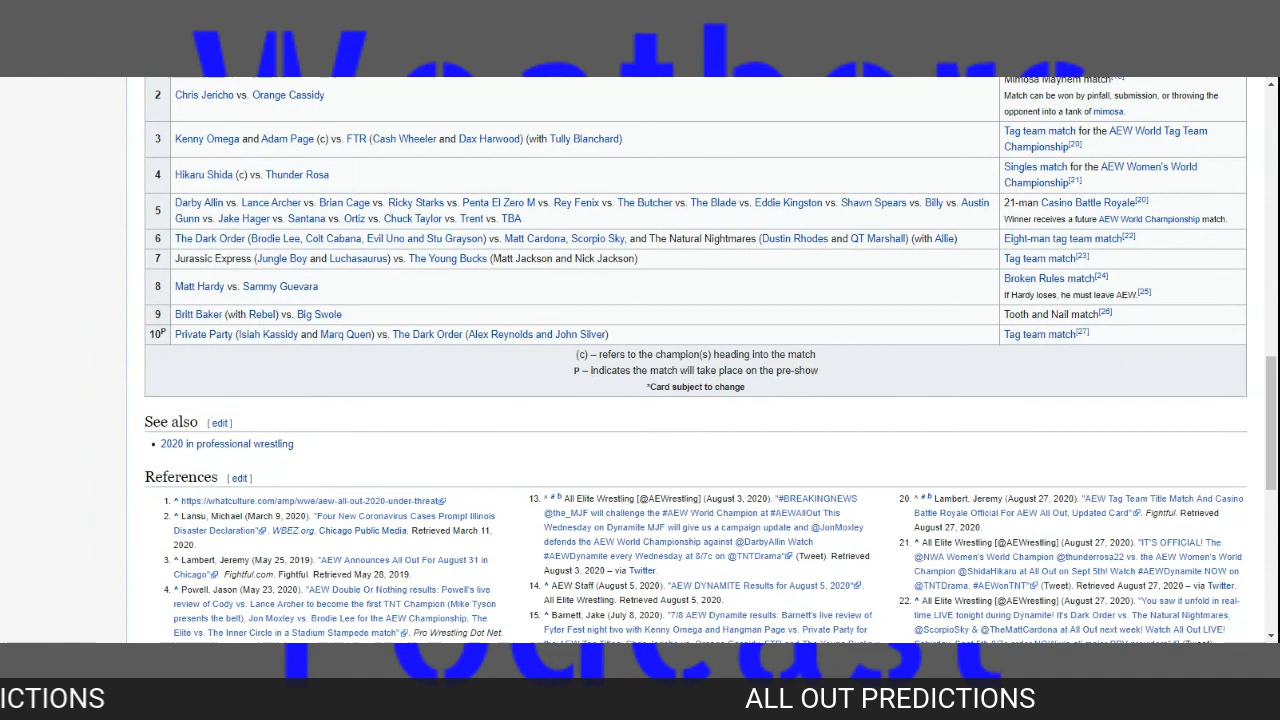 Weathers
Mimosa Mayhem match
2 Chris Jericho vs. Orange Cassidy
Match can be won by pinfall, submission, or throwing the
opponent into a tank of mimosa.
3 Kenny Omega and Adam Page (c) vs. FTR (Cash Wheeler and Dax Harwood) (with Tully Blanchard)
Tag team match for the AEW World Tag Team
Championship[20]
4 Hikaru Shida (c) vs. Thunder Rosa
Singles match for the AEW Women's World
Championship[21]
5 Darby Allin vs. Lance Archer vs. Brian Cage vs. Ricky Starks vs. Penta El Zero M vs. Rey Fenix vs. The Butcher vs. The Blade vs. Eddie Kingston vs. Shawn Spears vs. Billy vs. Austin
Gunn vs. Jake Hager vs. Santana vs. Ortiz vs. Chuck Taylor vs. Trent vs. TBA
21-man Casino Battle Royale[20]
Winner receives a future AEW World Championship match.
6 The Dark Order (Brodie Lee, Colt Cabana, Evil Uno and Stu Grayson) vs. Matt Cardona, Scorpio Sky, and The Natural Nightmares (Dustin Rhodes and QT Marshall) (with Allie) Eight-man tag team match[22]
7 Jurassic Express (Jungle Boy and Luchasaurus) vs. The Young Bucks (Matt Jackson and Nick Jackson) Tag team match[23]
8 Matt Hardy vs. Sammy Guevara
Broken Rules match[24]
If Hardy loses, he must leave AEW.[25]
9 Britt Baker (with Rebel) vs. Big Swole Tooth and Nail match[26]
10P Private Party (Isiah Kassidy and Marq Quen) vs. The Dark Order (Alex Reynolds and John Silver) Tag team match[27]
(c) – refers to the champion(s) heading into the match
P – indicates the match will take place on the pre-show
*Card subject to change
See also [ edit ]
• 2020 in professional wrestling
References [ edit ]
1. ^ https://whatculture.com/amp/wwe/aew-all-out-2020-under-threat
2. ^ Lansu, Michael (March 9, 2020). "Four New Coronavirus Cases Prompt Illinois
Disaster Declaration". WBEZ.org. Chicago Public Media. Retrieved March 11,
2020.
3. ^ Lambert, Jeremy (May 25, 2019). "AEW Announces All Out For August 31 in
Chicago". Fightful.com. Fightful. Retrieved May 28, 2019.
4. ^ Powell, Jason (May 23, 2020). "AEW Double Or Nothing results: Powell's live
review of Cody vs. Lance Archer to become the first TNT Champion (Mike Tyson
presents the belt), Jon Moxley vs. Brodie Lee for the AEW Championship, The
Elite vs. The Inner Circle in a Stadium Stampede match". Pro Wrestling Dot Net.
13. ^ a b All Elite Wrestling [@AEWrestling] (August 3, 2020). "#BREAKINGNEWS
@the_MJF will challenge the #AEW World Champion at #AEWAllOut This
Wednesday on Dynamite MJF will give us a campaign update and @JonMoxley
defends the AEW World Championship against @DarbyAllin Watch
#AEWDynamite every Wednesday at 8/7c on @TNTDrama" (Tweet). Retrieved
August 3, 2020 – via Twitter.
14. ^ AEW Staff (August 5, 2020). "AEW DYNAMITE Results for August 5, 2020".
All Elite Wrestling. Retrieved August 5, 2020.
15. ^ Barnett, Jake (July 8, 2020). "7/8 AEW Dynamite results: Barnett's live review of
Fyter Fest night two with Kenny Omega and Hangman Page vs. Private Party for
20. ^ a b Lambert, Jeremy (August 27, 2020). "AEW Tag Team Title Match And Casino
Battle Royale Official For AEW All Out, Updated Card". Fightful. Retrieved
August 27, 2020.
21. ^ All Elite Wrestling [@AEWrestling] (August 27, 2020). "IT'S OFFICIAL! The
@NWA Women's World Champion @thunderrosa22 vs. the AEW Women's World
Champion @ShidaHikaru at All Out on Sept 5th! Watch #AEWDynamite NOW on
@TNTDrama. #AEWonTNT" (Tweet). Retrieved August 27, 2020 – via Twitter.
22. ^ All Elite Wrestling [@AEWrestling] (August 27, 2020). "You saw it unfold in real-
time LIVE tonight during Dynamite! It's Dark Order vs. The Natural Nightmares,
@ScorpioSky & @TheMattCardona at All Out next week! Watch All Out LIVE!
Podcast
ICTIONS ALL OUT PREDICTIONS